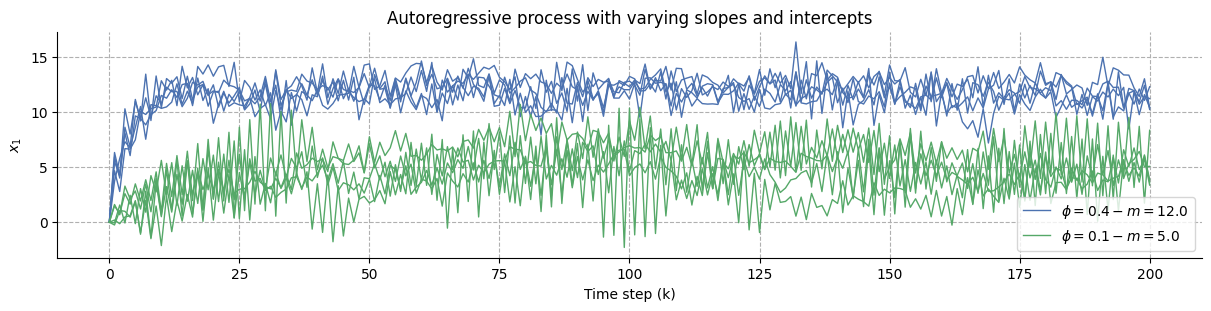 Autoregressive process with varying slopes and intercepts
15
10
5
0
x₁
0 25 50 75 100 125 150 175 200
Time step (k)
ϕ = 0.4 − m = 12.0
ϕ = 0.1 − m = 5.0